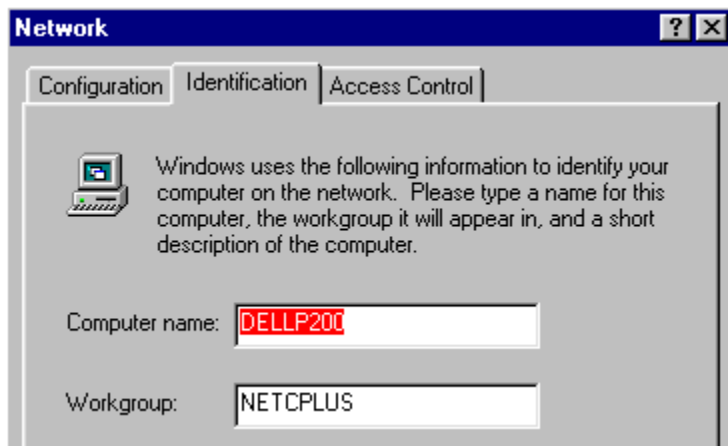 Network
Configuration Identification Access Control
Windows uses the following information to identify your
computer on the network. Please type a name for this
computer, the workgroup it will appear in, and a short
description of the computer.
Computer name: DELLP200
Workgroup: NETCPLUS